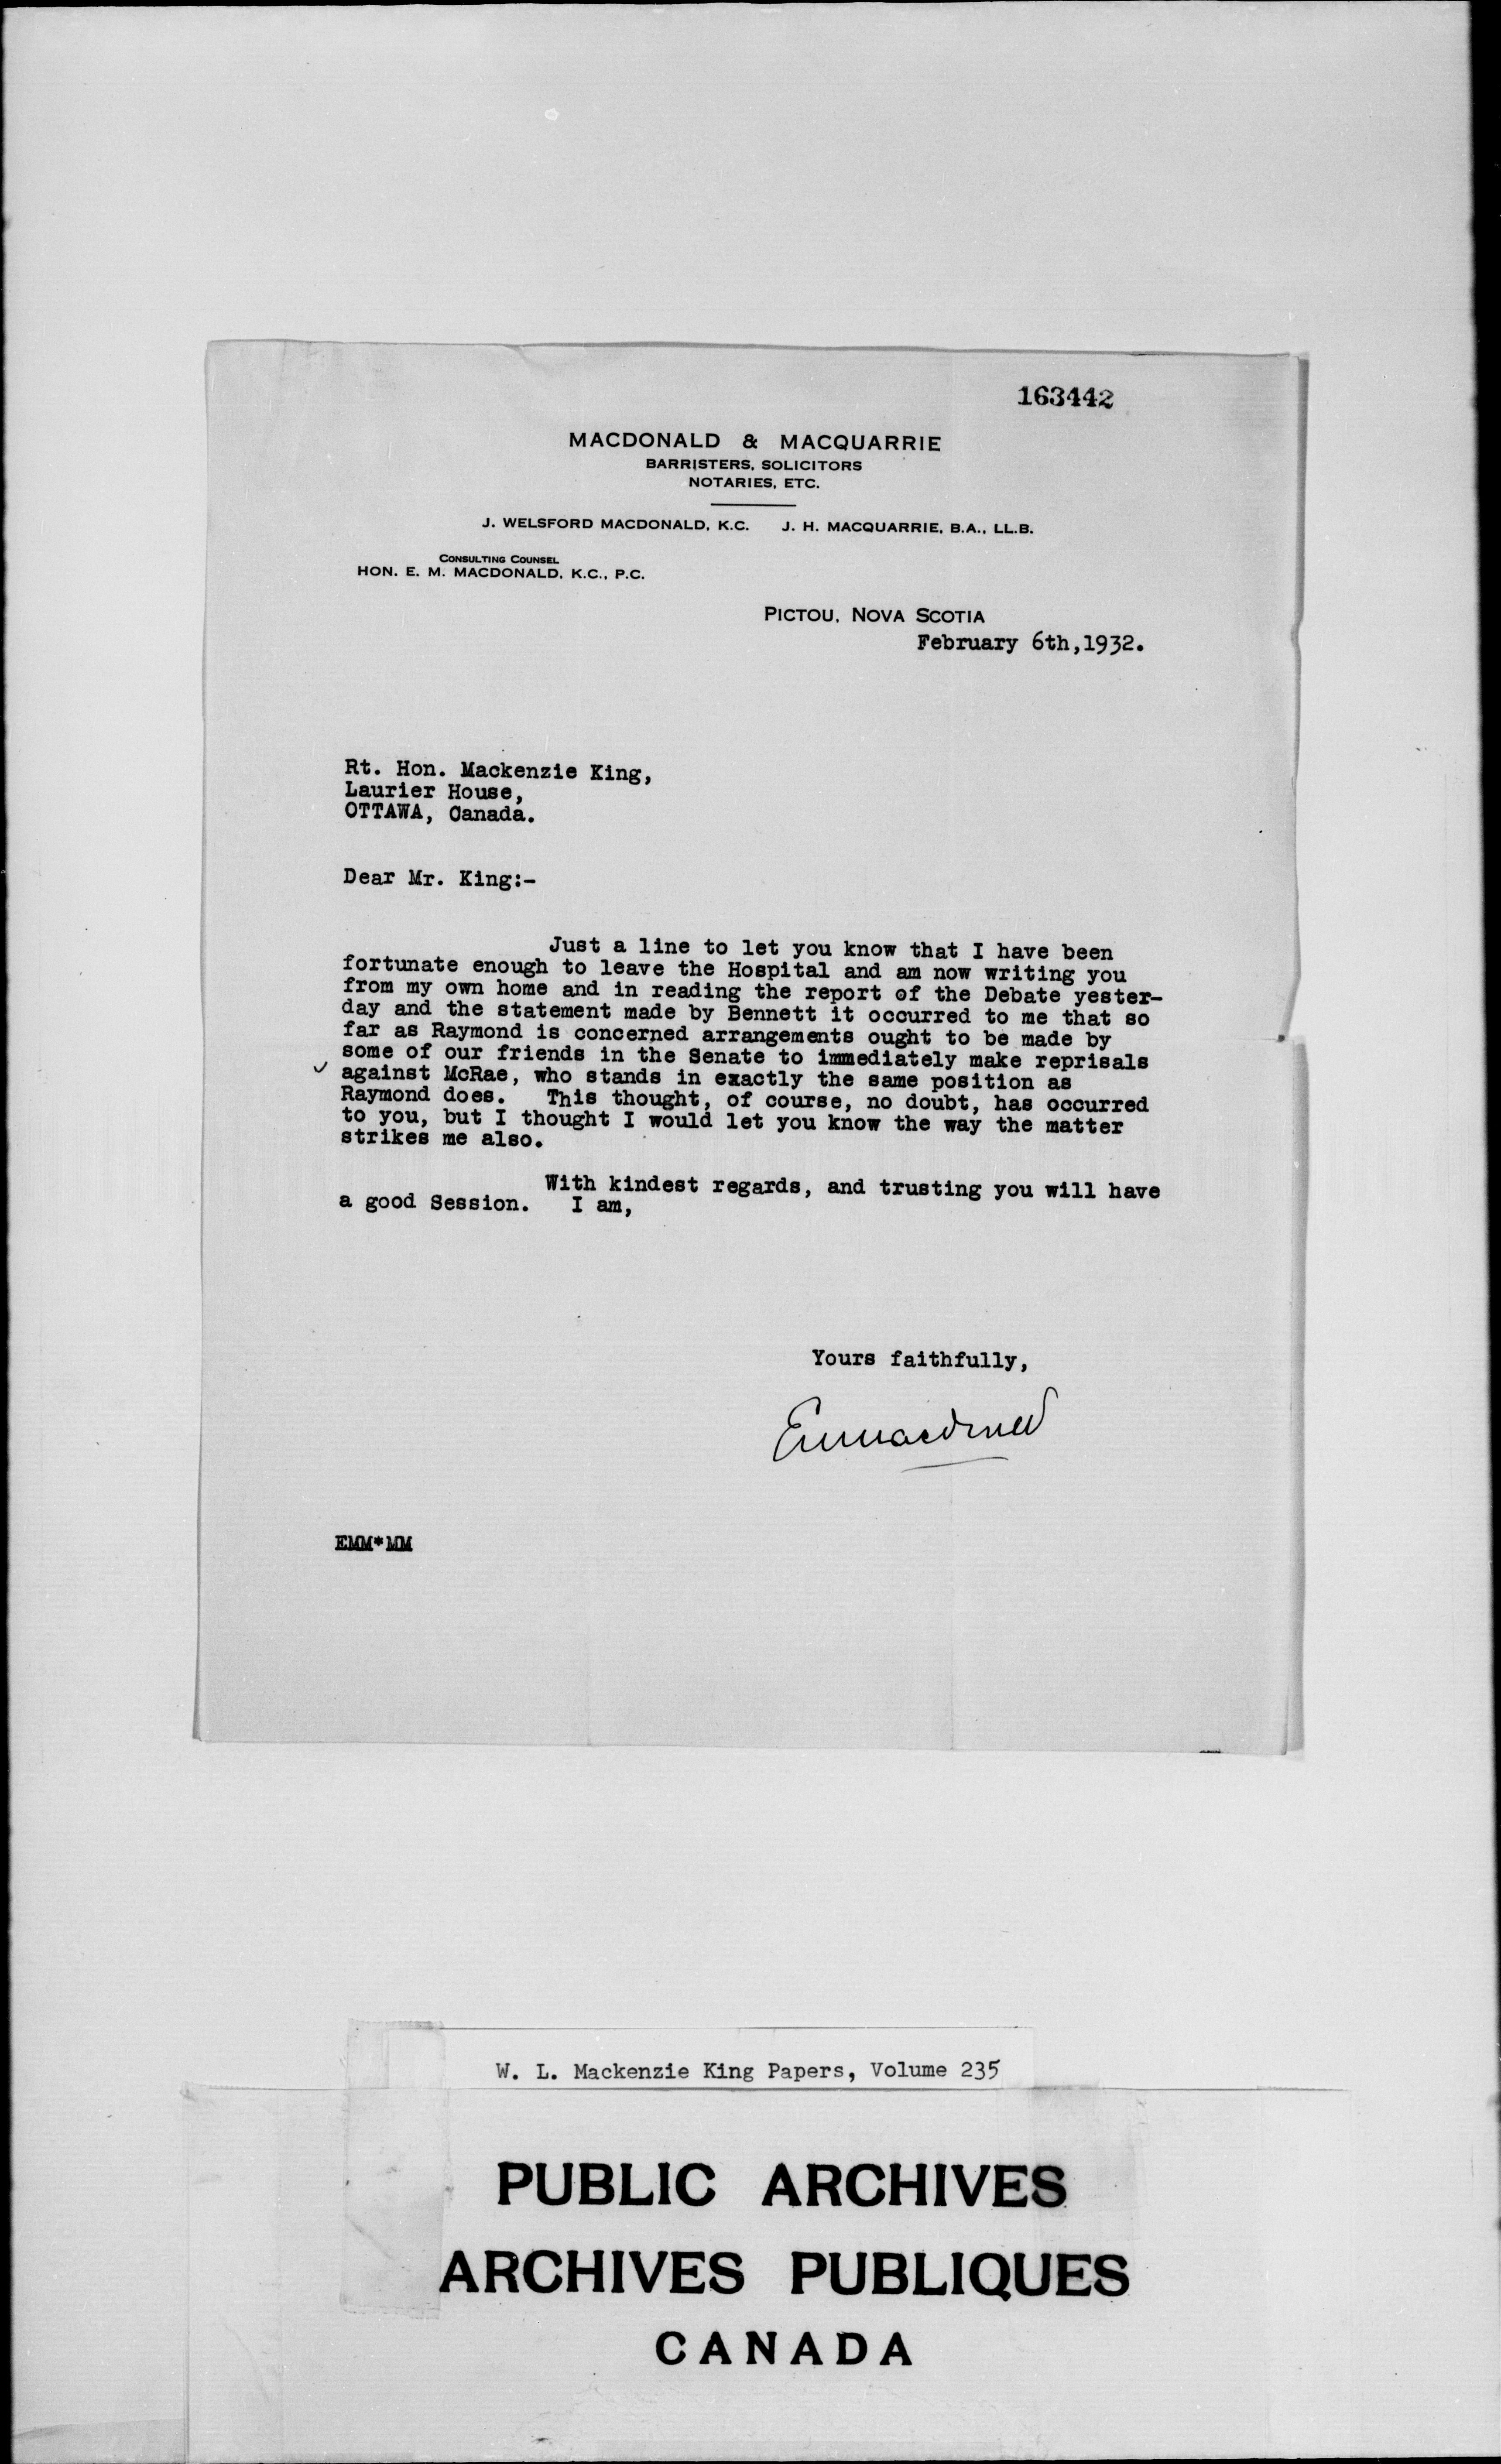 163442
MACDONALD & MACQUARRIE
BARRISTERS, SOLICITORS
NOTARIES, ETC.
J. WELSFORD MACDONALD, K.C. J. H. MACQUARRIE, B.A., LL.B.
CONSULTING COUNSEL
HON. E. M. MACDONALD, K.C., P.C.
PICTOU, NOVA SCOTIA
February 6th,1932.
Rt. Hon. Mackenzie King,
Laurier House,
OTTAWA, Canada.
Dear Mr. King:-
Just a line to let you know that I have been
fortunate enough to leave the Hospital and am now writing you
from my own home and in reading the report of the Debate yester-
day and the statement made by Bennett it occurred to me that so
far as Raymond is concerned arrangements ought to be made by
some of our friends in the Senate to immediately make reprisals
✓ against McRae, who stands in exactly the same position as
Raymond does. This thought, of course, no doubt, has occurred
to you, but I thought I would let you know the way the matter
strikes me also.
With kindest regards, and trusting you will have
a good Session. I am,
Yours faithfully,
EMMacdonald
EMM*MM
W. L. Mackenzie King Papers, Volume 235
PUBLIC ARCHIVES
ARCHIVES PUBLIQUES
CANADA